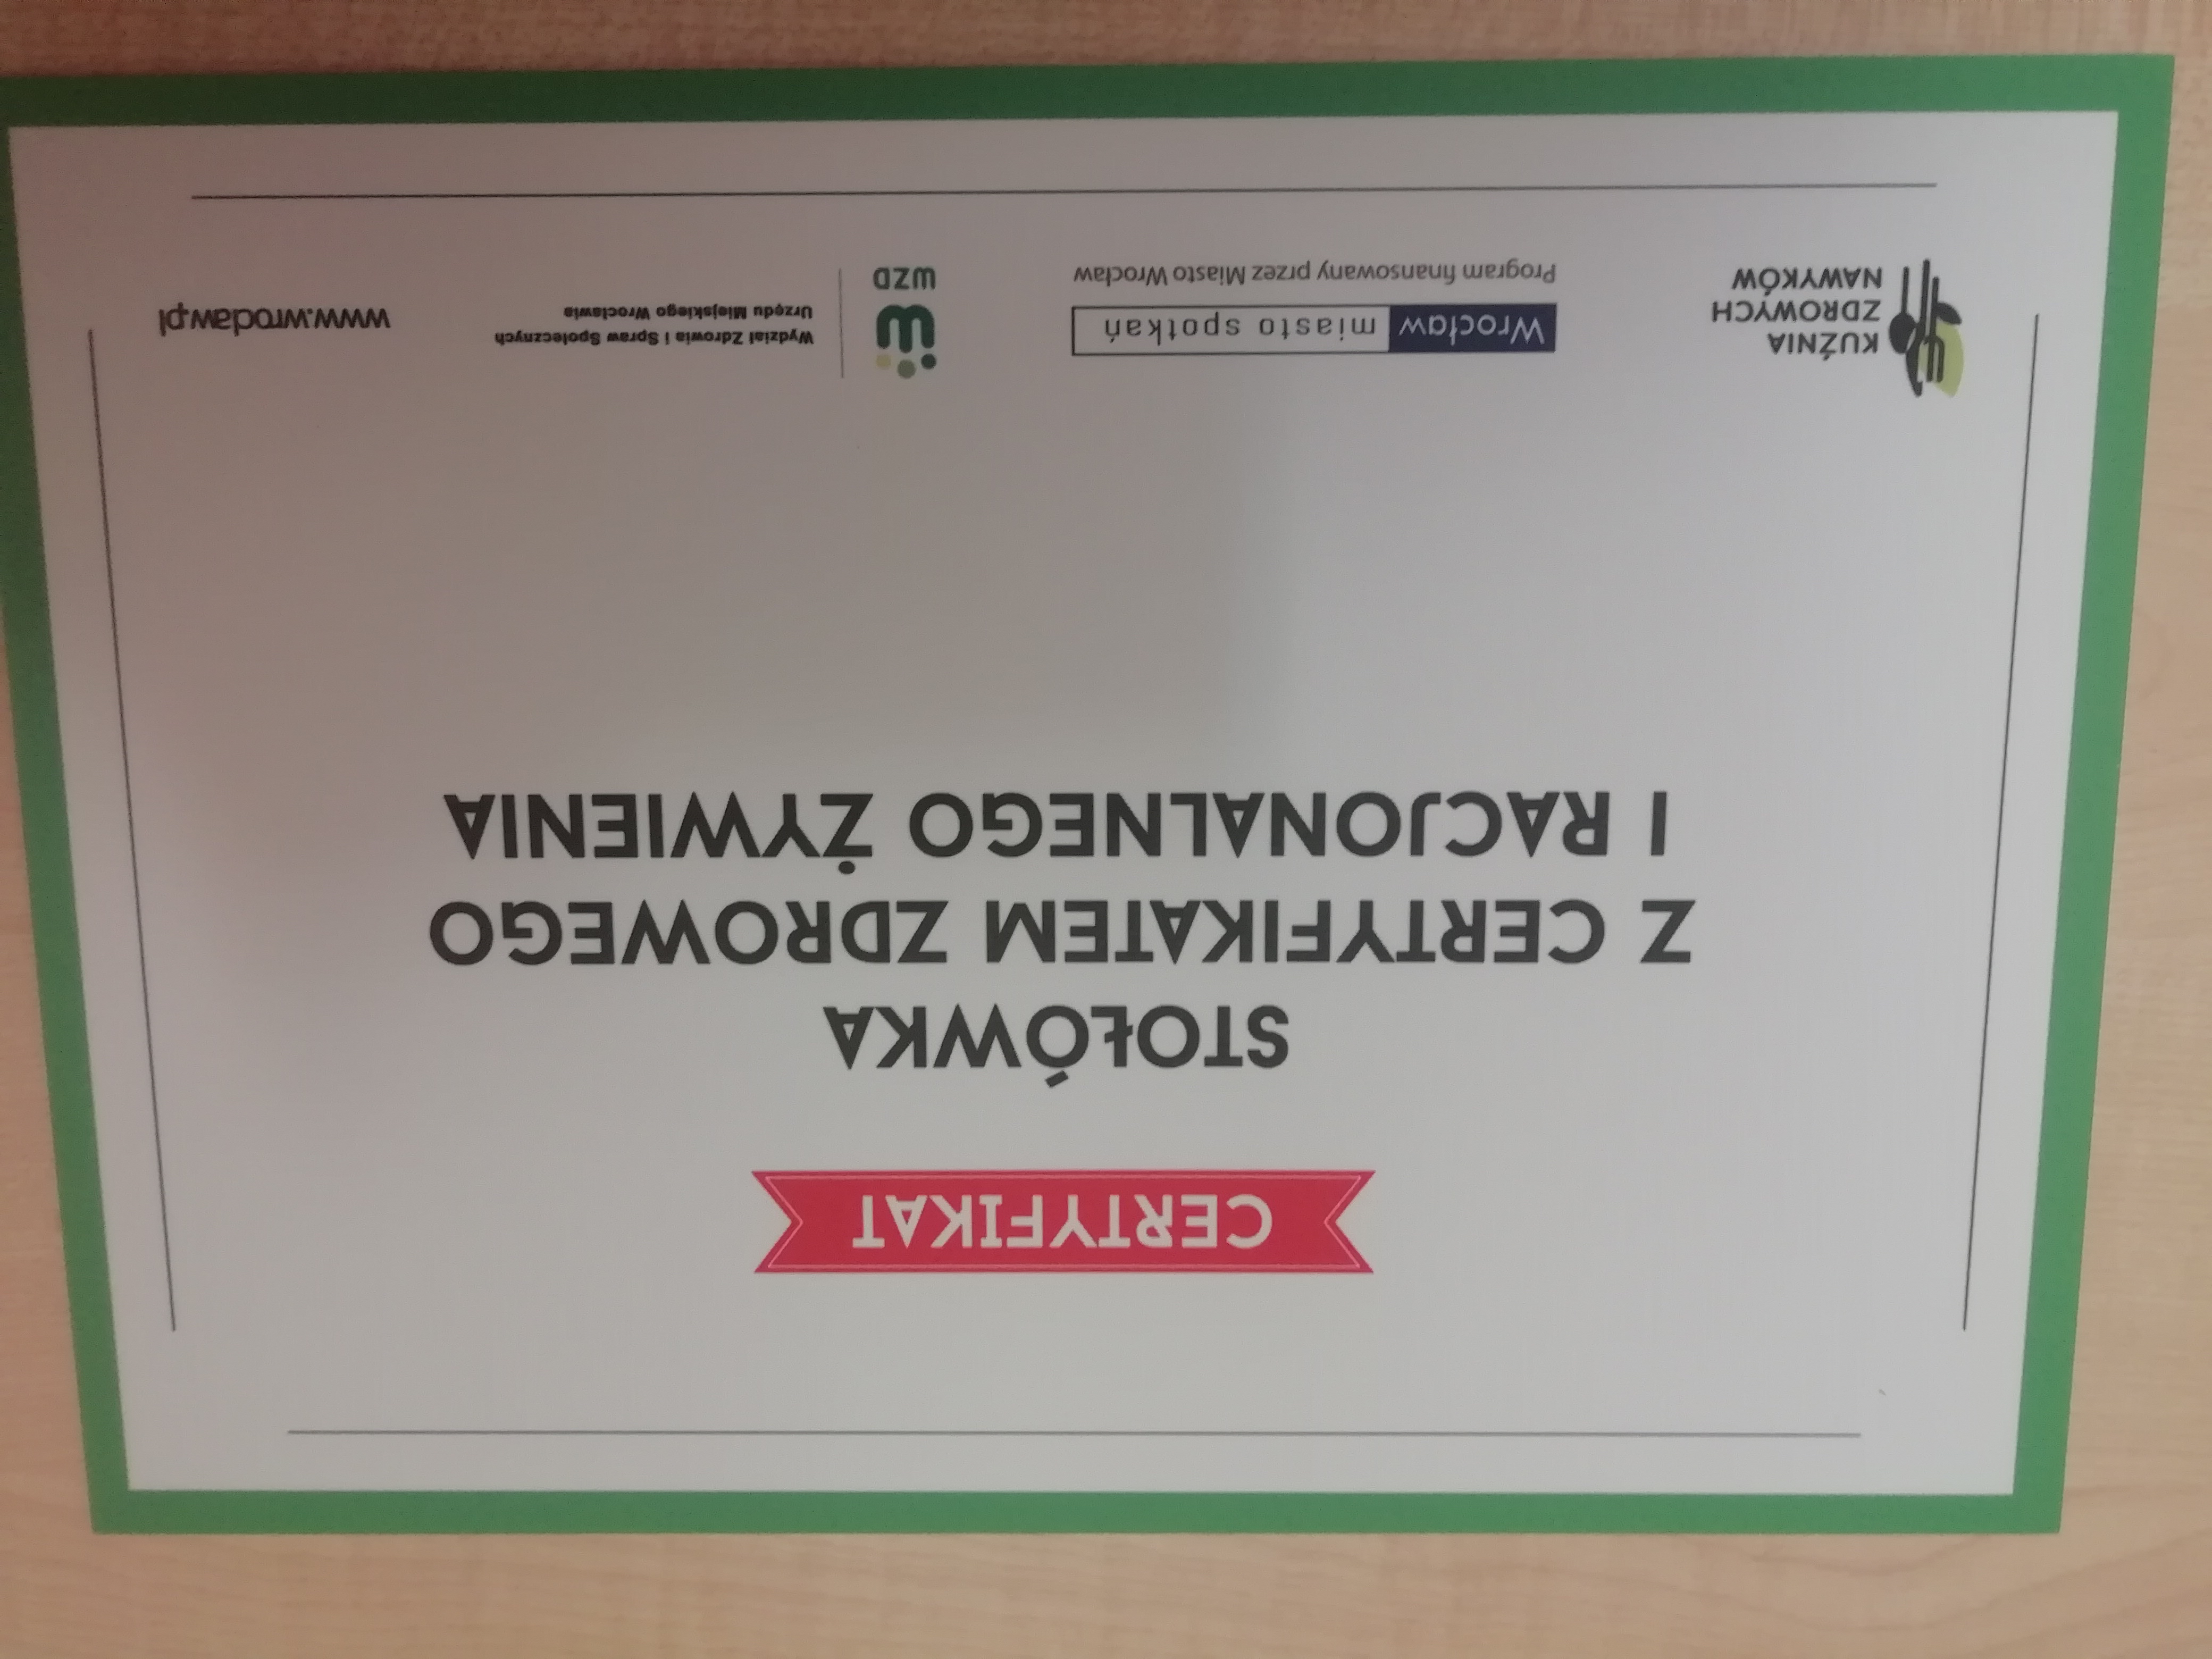 CERTYFIKAT
STOŁÓWKA
Z CERTYFIKATEM ZDROWEGO
I RACJONALNEGO ŻYWIENIA
KUŹNIA
ZDROWYCH
NAWYKÓW
Wrocław miasto spotkań
Program finansowany przez Miasto Wrocław
WZD
Wydział Zdrowia i Spraw Społecznych
Urzędu Miejskiego Wrocławia
www.wroclaw.pl